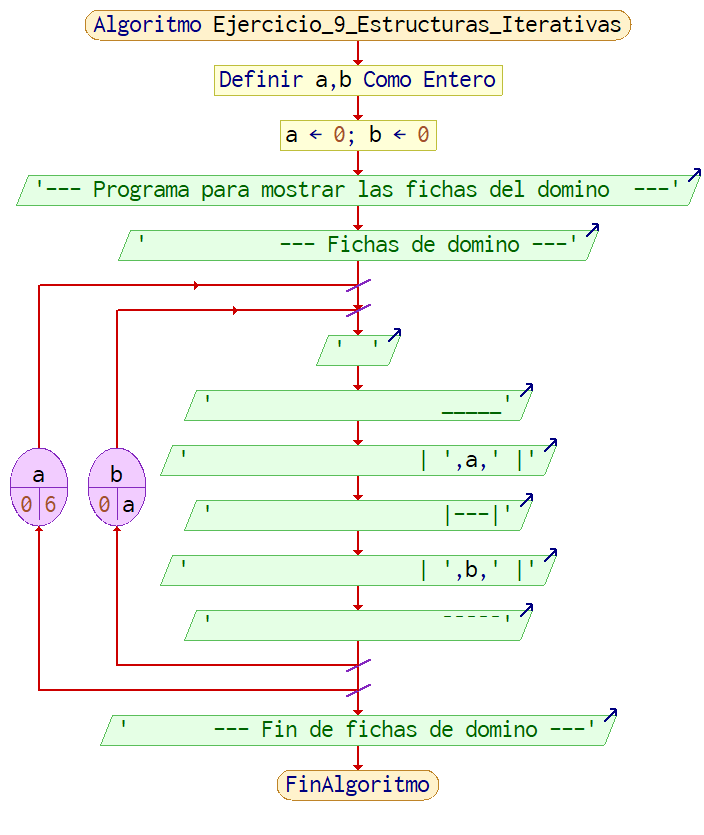 Algoritmo Ejercicio_9_Estructuras_Iterativas
Definir a,b Como Entero
a ← 0; b ← 0
'--- Programa para mostrar las fichas del domino  ---'
'           --- Fichas de domino ---'
'  '
'                   _____'
a
b
'                   | ',a,' |'
0 6
0 a
'                   |---|'
'                   | ',b,' |'
'                   ¯¯¯¯¯'
'       --- Fin de fichas de domino ---'
FinAlgoritmo